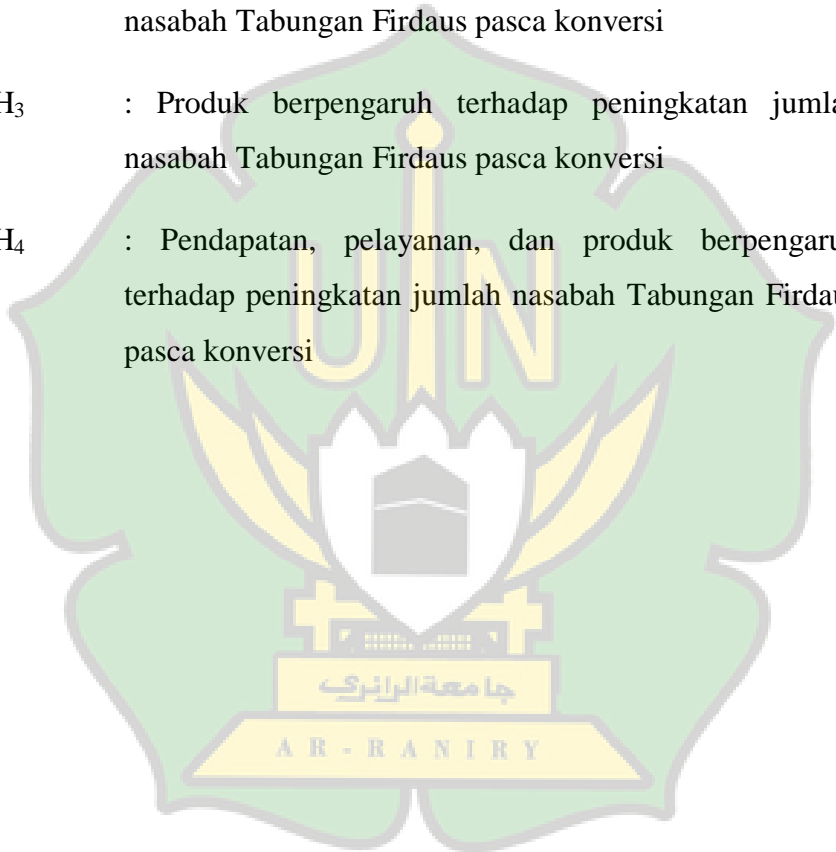 nasabah Tabungan Firdaus pasca konversi
H₃ : Produk berpengaruh terhadap peningkatan jumla
nasabah Tabungan Firdaus pasca konversi
H₄ : Pendapatan, pelayanan, dan produk berpengaru
terhadap peningkatan jumlah nasabah Tabungan Firdau
pasca konversi
UIN
جامعة الرانري
AR-RANIRY